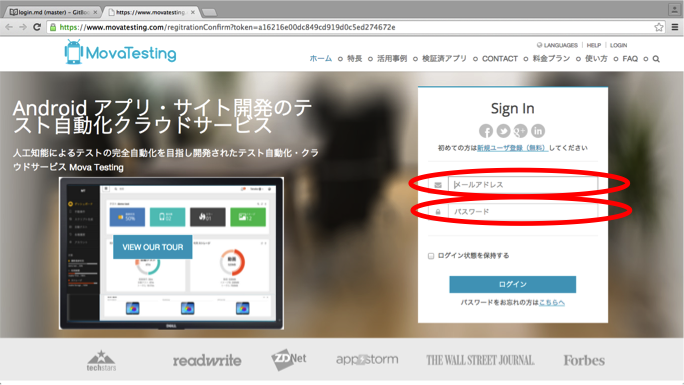 login.md (master) – GitBo
https://www.movatesting.
https://www.movatesting.com/regitrationConfirm?token=a16216e00dc849cd919d0c5ed274672e
LANGUAGES | HELP | LOGIN
MovaTesting
ホーム 特長 活用事例 検証済アプリ CONTACT 料金プラン 使い方 FAQ
Android アプリ・サイト開発のテ
スト自動化クラウドサービス
人工知能によるテストの完全自動化を目指し開発されたテスト自動化・クラ
ウドサービス Mova Testing
VIEW OUR TOUR
DELL
Sign In
初めての方は新規ユーザ登録（無料）してください
メールアドレス
パスワード
ログイン状態を保持する
ログイン
パスワードをお忘れの方はこちらへ
techstars readwrite ZDNet appstorm THE WALL STREET JOURNAL. Forbes